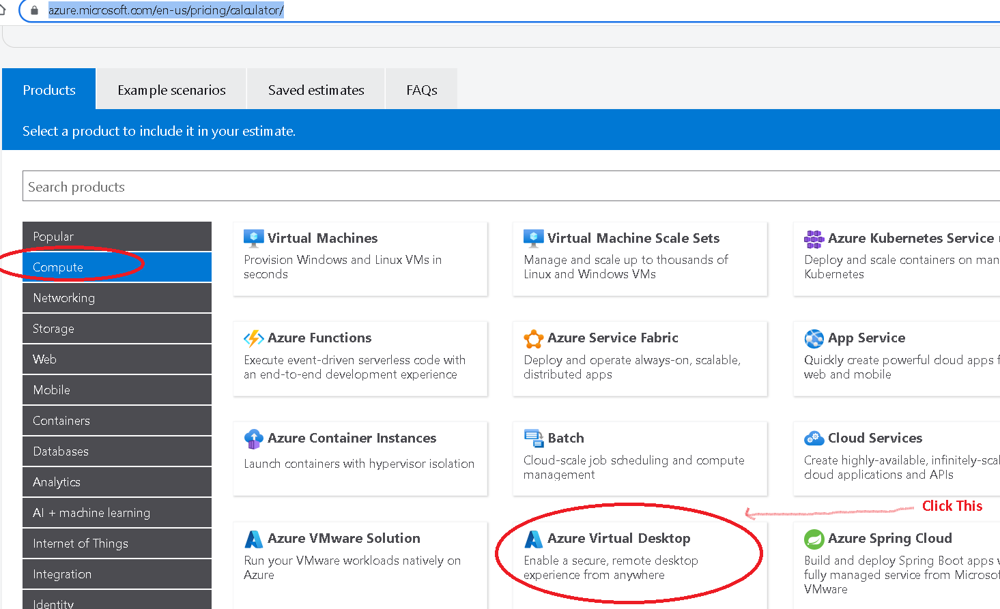 azure.microsoft.com/en-us/pricing/calculator/
Products
Example scenarios
Saved estimates
FAQs
Select a product to include it in your estimate.
Search products
Popular
Compute
Networking
Storage
Web
Mobile
Containers
Databases
Analytics
AI + machine learning
Internet of Things
Integration
Identity
Virtual Machines
Provision Windows and Linux VMs in
seconds
Virtual Machine Scale Sets
Manage and scale up to thousands of
Linux and Windows VMs
Azure Kubernetes Service
Deploy and scale containers on man
Kubernetes
Azure Functions
Execute event-driven serverless code with
an end-to-end development experience
Azure Service Fabric
Deploy and operate always-on, scalable,
distributed apps
App Service
Quickly create powerful cloud apps f
web and mobile
Azure Container Instances
Launch containers with hypervisor isolation
Batch
Cloud-scale job scheduling and compute
management
Cloud Services
Create highly-available, infinitely-scal
cloud applications and APIs
Click This
Azure VMware Solution
Run your VMware workloads natively on
Azure
Azure Virtual Desktop
Enable a secure, remote desktop
experience from anywhere
Azure Spring Cloud
Build and deploy Spring Boot apps
fully managed service from Microsof
VMware